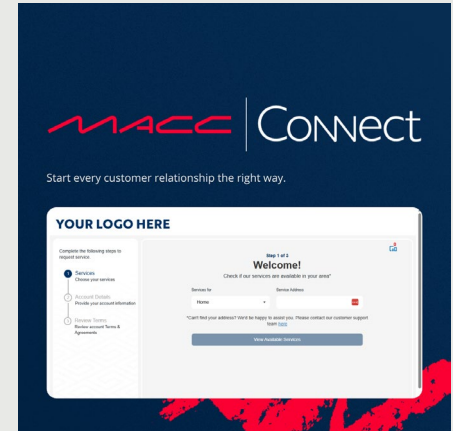 MACC | Connect
Start every customer relationship the right way.
YOUR LOGO HERE
Complete the following steps to
request service
1 Services
Choose your services
2 Account Details
Provide your account information
3 Review Terms
Review account Terms &
Agreements
Step 1 of 3
Welcome!
Check if our services are available in your area*
Services for
Service Address
Home
*Can't find your address? We'd be happy to assist you. Please contact our customer support
team here.
View Available Services